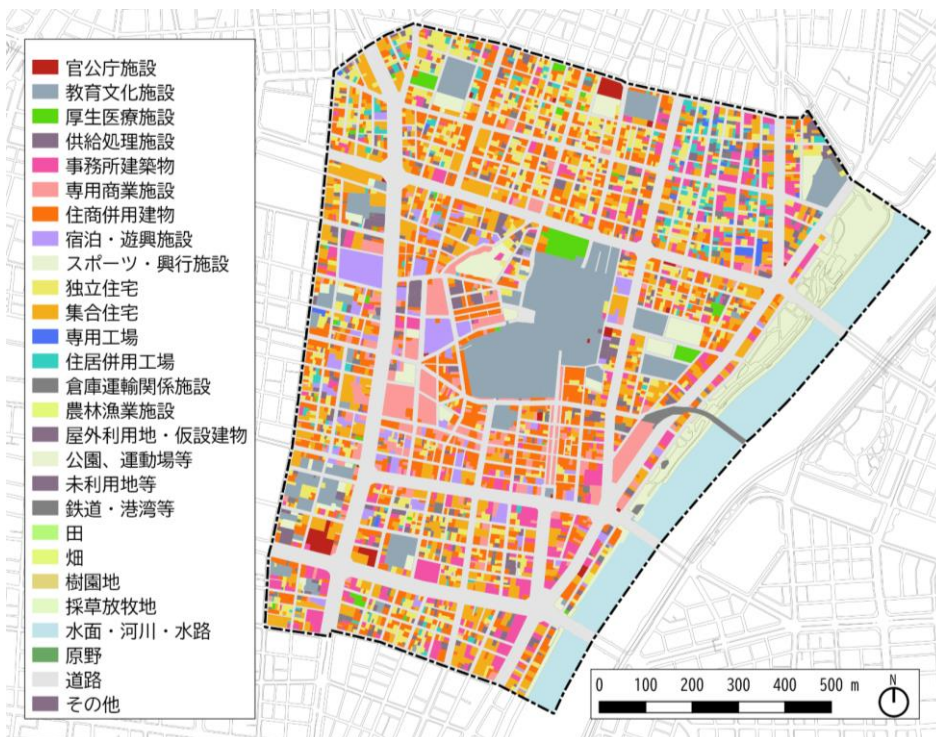 官公庁施設
教育文化施設
厚生医療施設
供給処理施設
事務所建築物
専用商業施設
住商併用建物
宿泊・遊興施設
スポーツ・興行施設
独立住宅
集合住宅
専用工場
住居併用工場
倉庫運輸関係施設
農林漁業施設
屋外利用地・仮設建物
公園、運動場等
未利用地等
鉄道・港湾等
田
畑
樹園地
採草放牧地
水面・河川・水路
原野
道路
その他
0 100 200 300 400 500 m
N